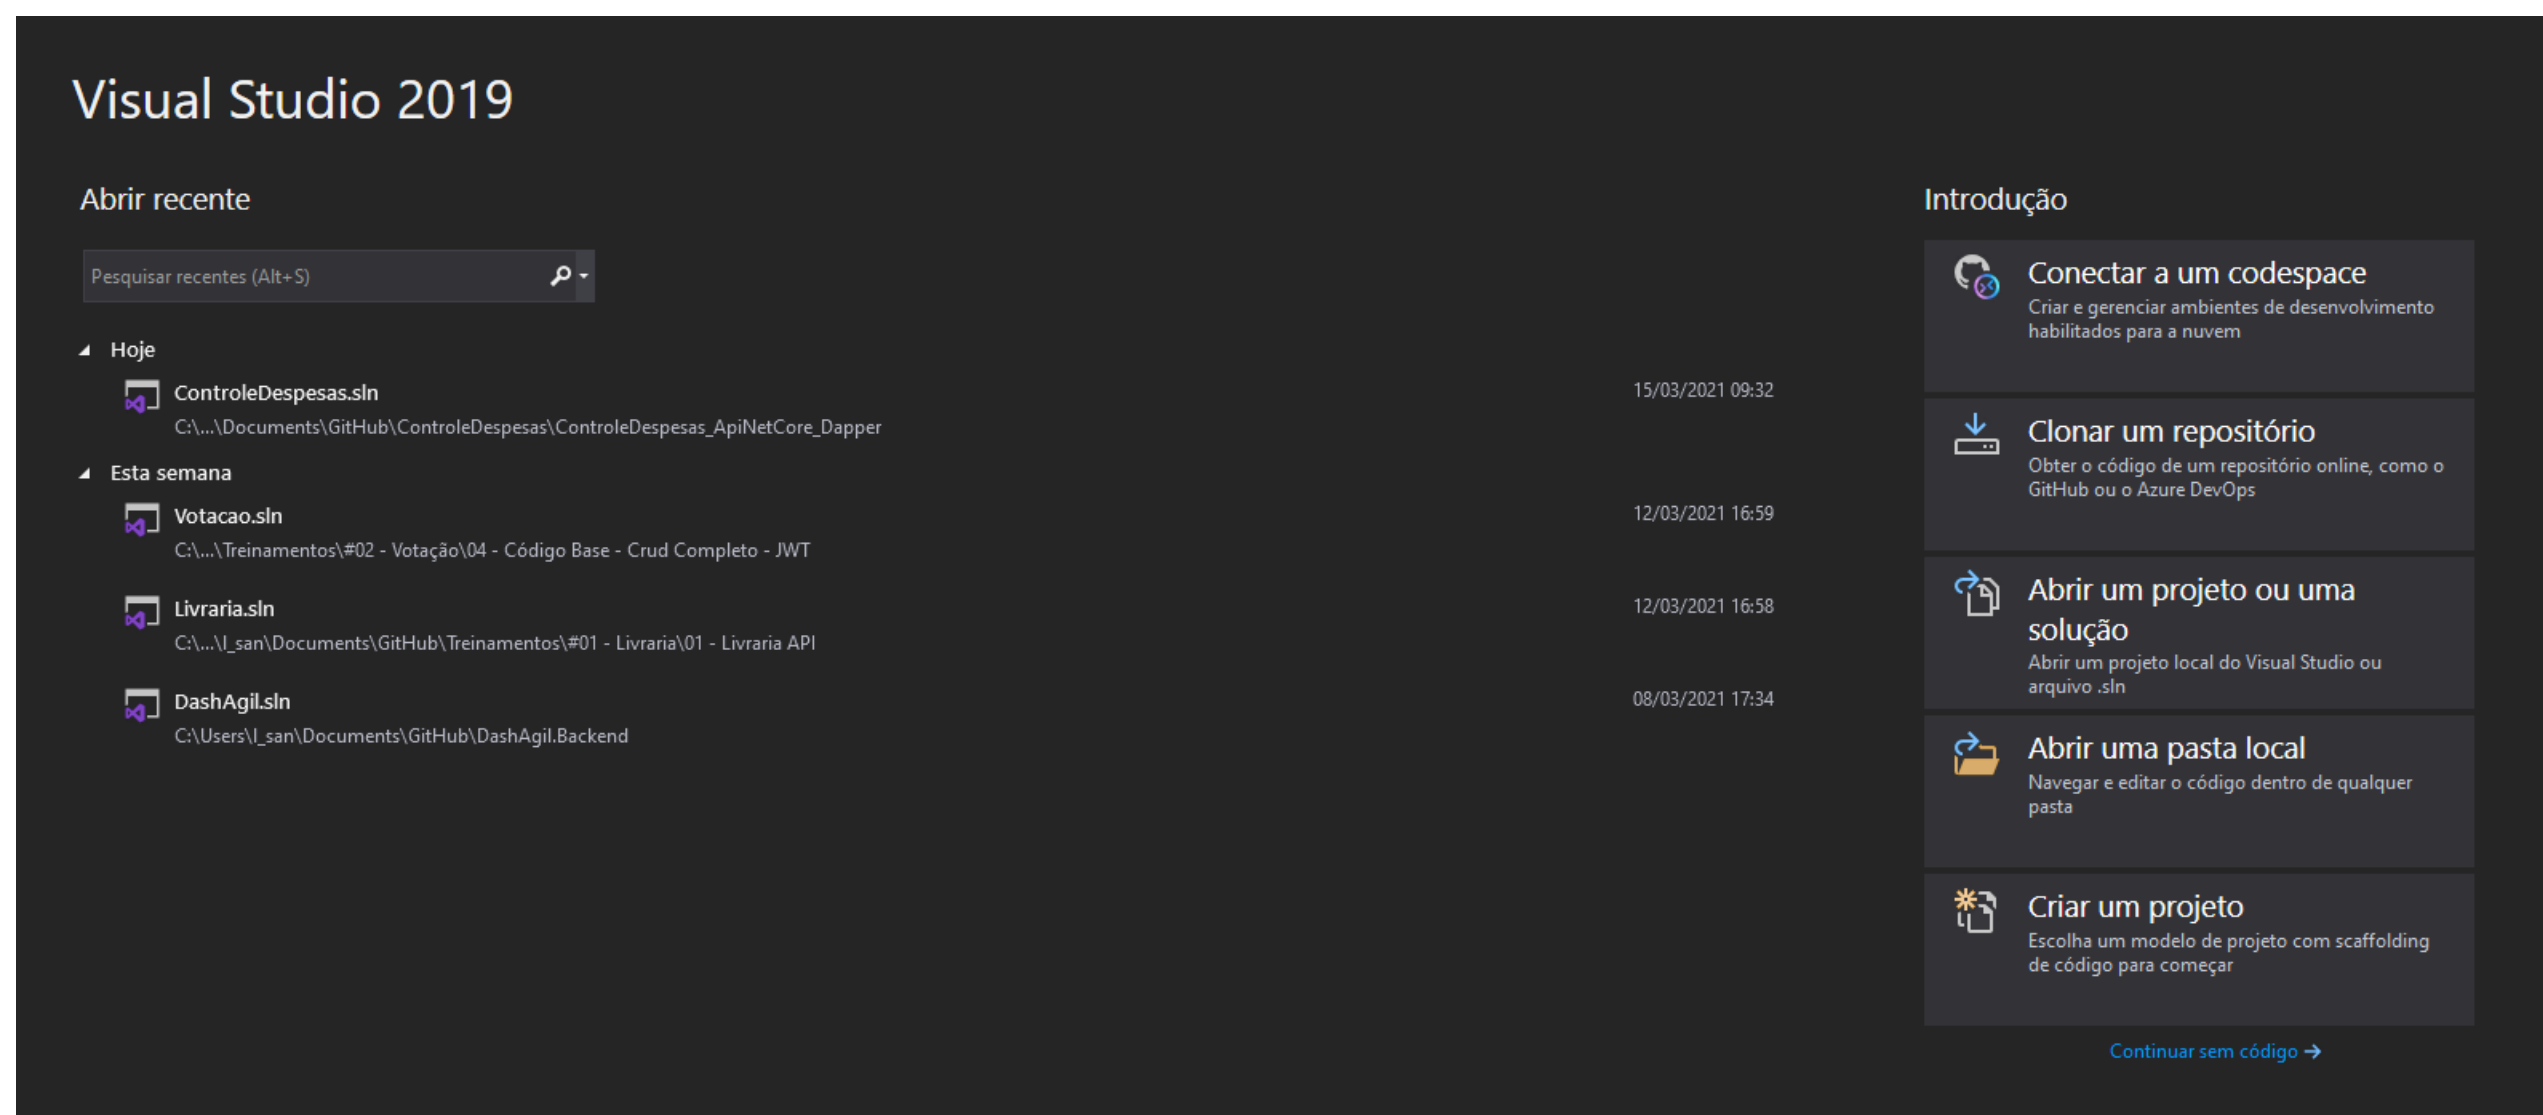 Visual Studio 2019
Abrir recente
Pesquisar recentes (Alt+S)
Hoje
ControleDespesas.sln
15/03/2021 09:32
C:\...\Documents\GitHub\ControleDespesas\ControleDespesas_ApiNetCore_Dapper
Esta semana
Votacao.sln
12/03/2021 16:59
C:\...\Treinamentos\#02 - Votação\04 - Código Base - Crud Completo - JWT
Livraria.sln
12/03/2021 16:58
C:\...\l_san\Documents\GitHub\Treinamentos\#01 - Livraria\01 - Livraria API
DashAgil.sln
08/03/2021 17:34
C:\Users\l_san\Documents\GitHub\DashAgil.Backend
Introdução
Conectar a um codespace
Criar e gerenciar ambientes de desenvolvimento
habilitados para a nuvem
Clonar um repositório
Obter o código de um repositório online, como o
GitHub ou o Azure DevOps
Abrir um projeto ou uma
solução
Abrir um projeto local do Visual Studio ou
arquivo .sln
Abrir uma pasta local
Navegar e editar o código dentro de qualquer
pasta
Criar um projeto
Escolha um modelo de projeto com scaffolding
de código para começar
Continuar sem código →